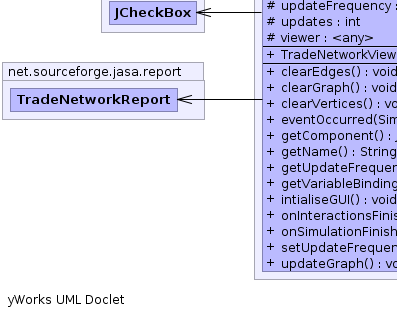 JCheckBox
net.sourceforge.jasa.report
TradeNetworkReport
# updateFrequency :
# updates : int
# viewer : <any>
+ TradeNetworkView
+ clearEdges() : void
+ clearGraph() : void
+ clearVertices() : vo
+ eventOccurred(Sim
+ getComponent() :
+ getName() : String
+ getUpdateFrequen
+ getVariableBinding
+ intialiseGUI() : void
+ onInteractionsFinis
+ onSimulationFinish
+ setUpdateFrequen
+ updateGraph() : vo
yWorks UML Doclet